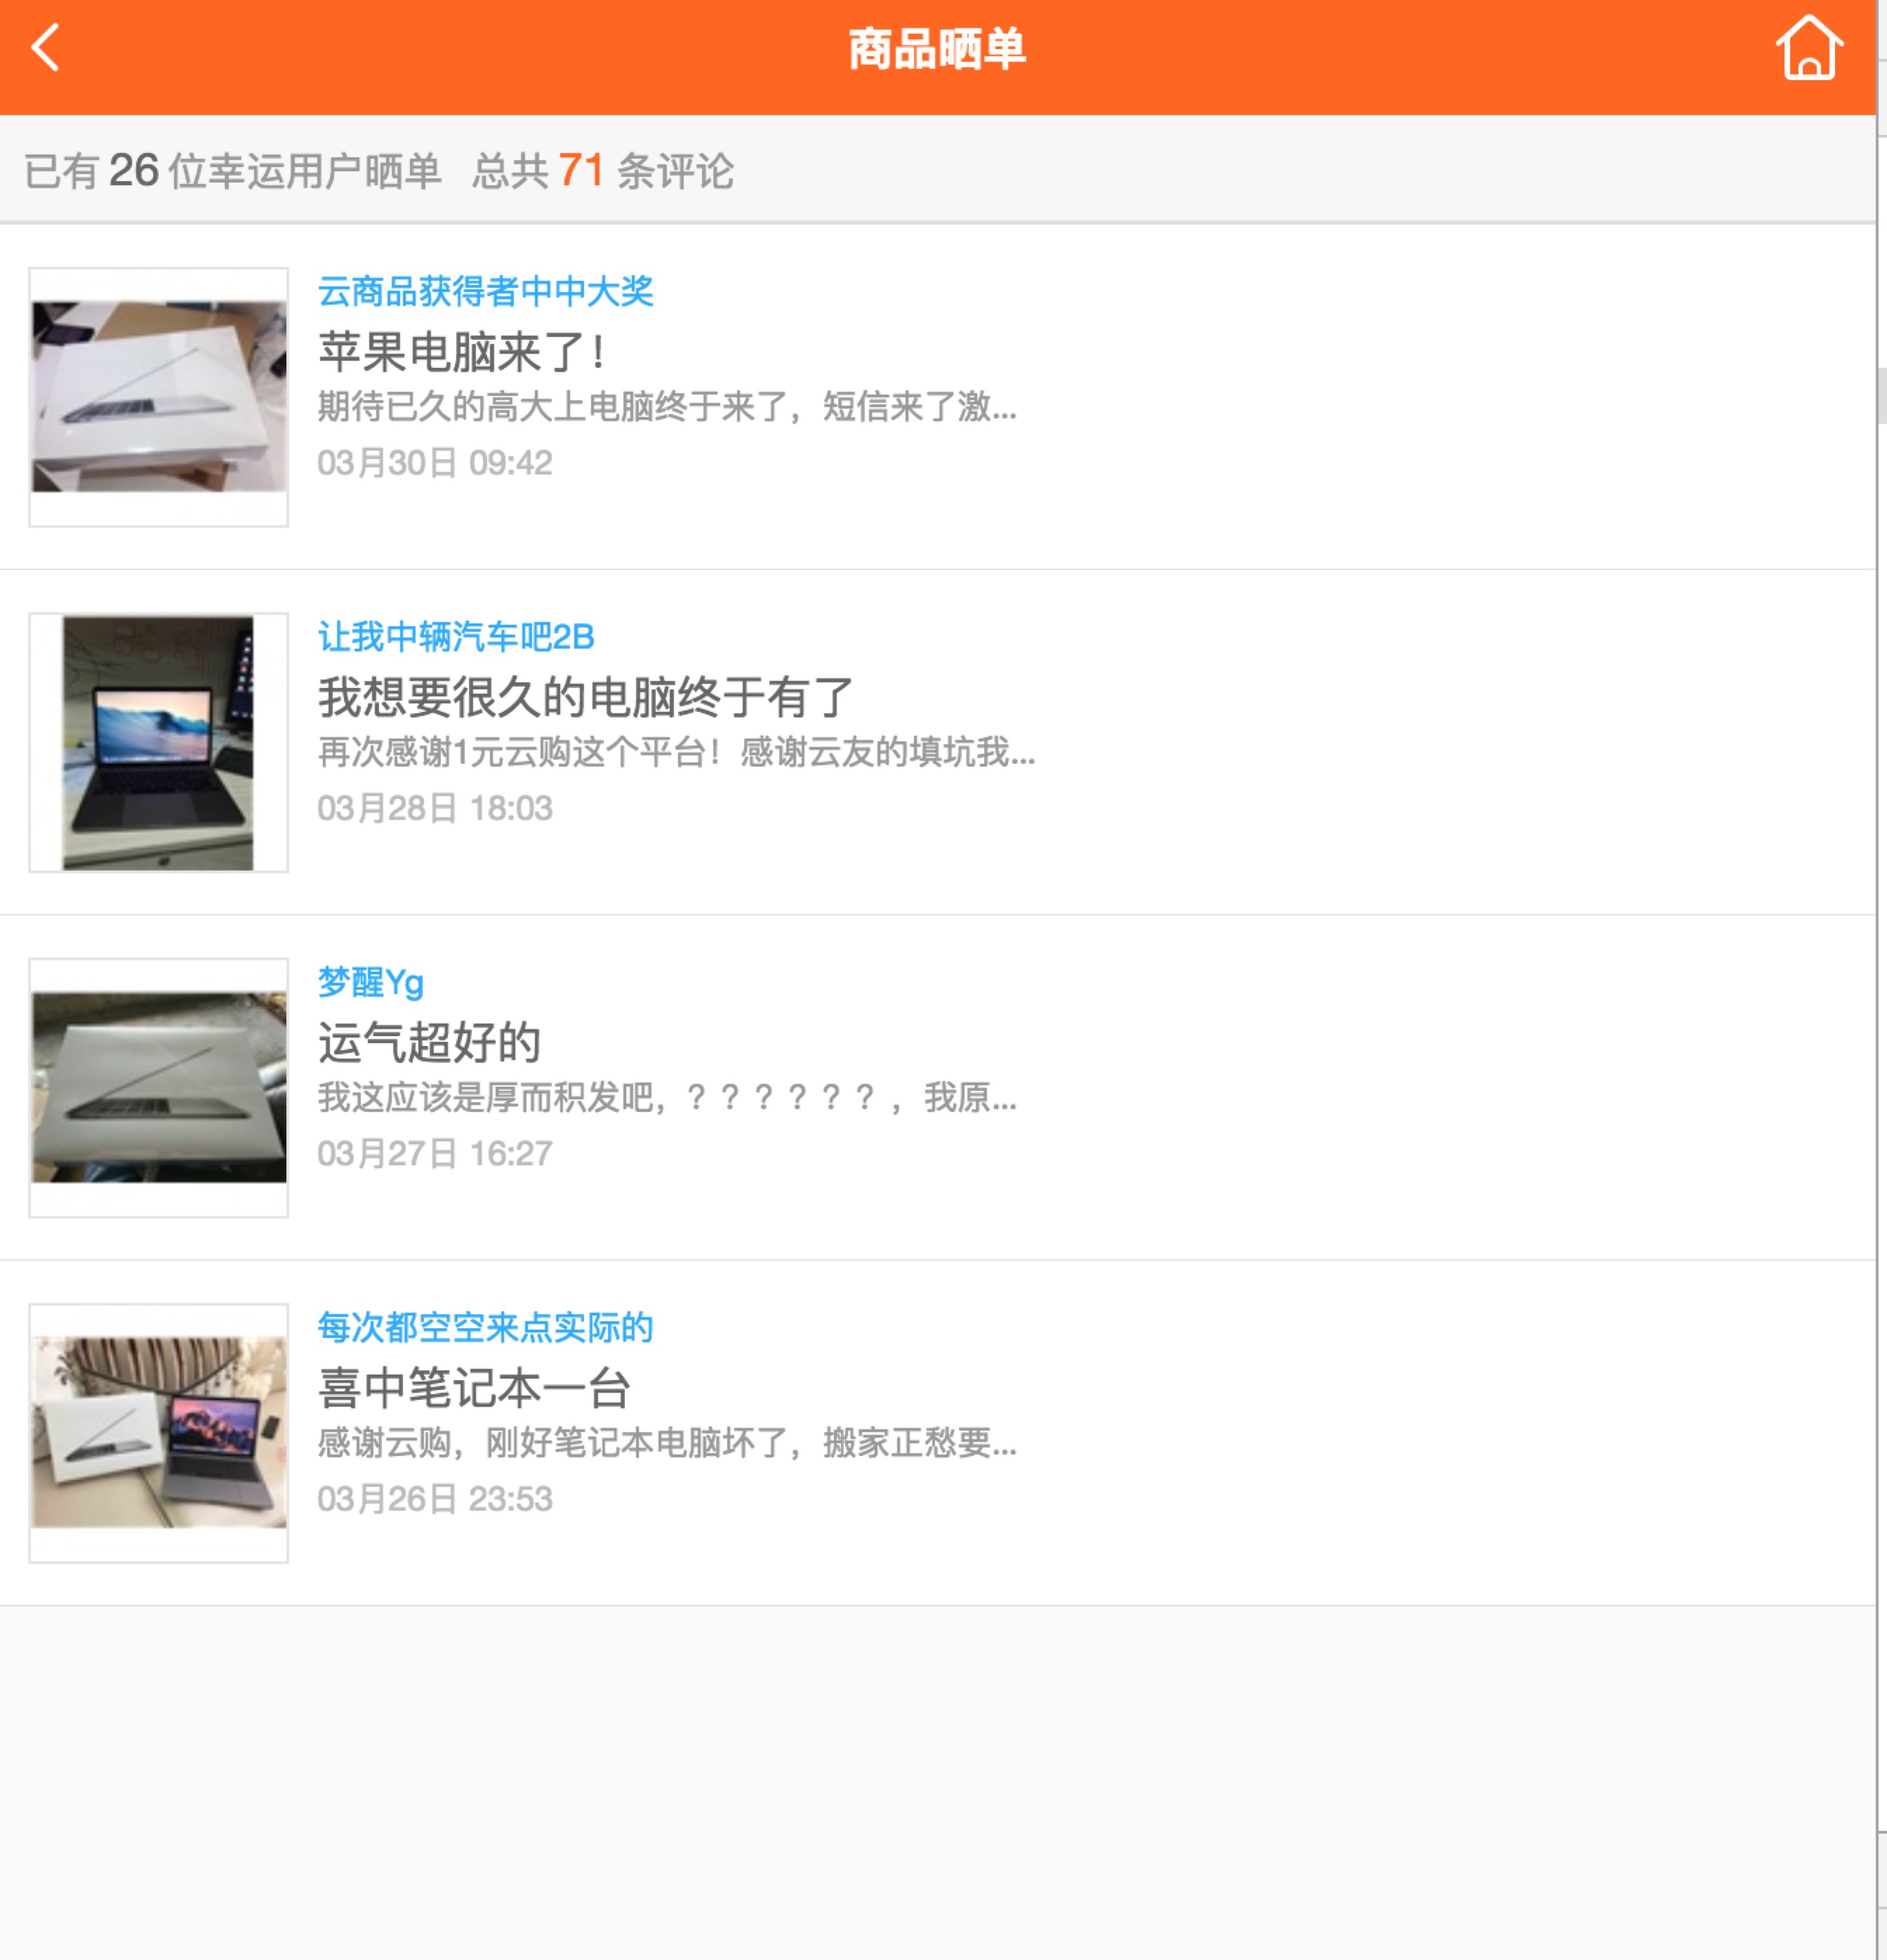 商品晒单
已有 26 位幸运用户晒单 总共 71 条评论
云商品获得者中中大奖
苹果电脑来了！
期待已久的高大上电脑终于来了，短信来了激...
03月30日 09:42
让我中辆汽车吧2B
我想要很久的电脑终于有了
再次感谢1元云购这个平台！感谢云友的填坑我...
03月28日 18:03
梦醒Yg
运气超好的
我这应该是厚而积发吧，？？？？？？，我原...
03月27日 16:27
每次都空空来点实际的
喜中笔记本一台
感谢云购，刚好笔记本电脑坏了，搬家正愁要...
03月26日 23:53